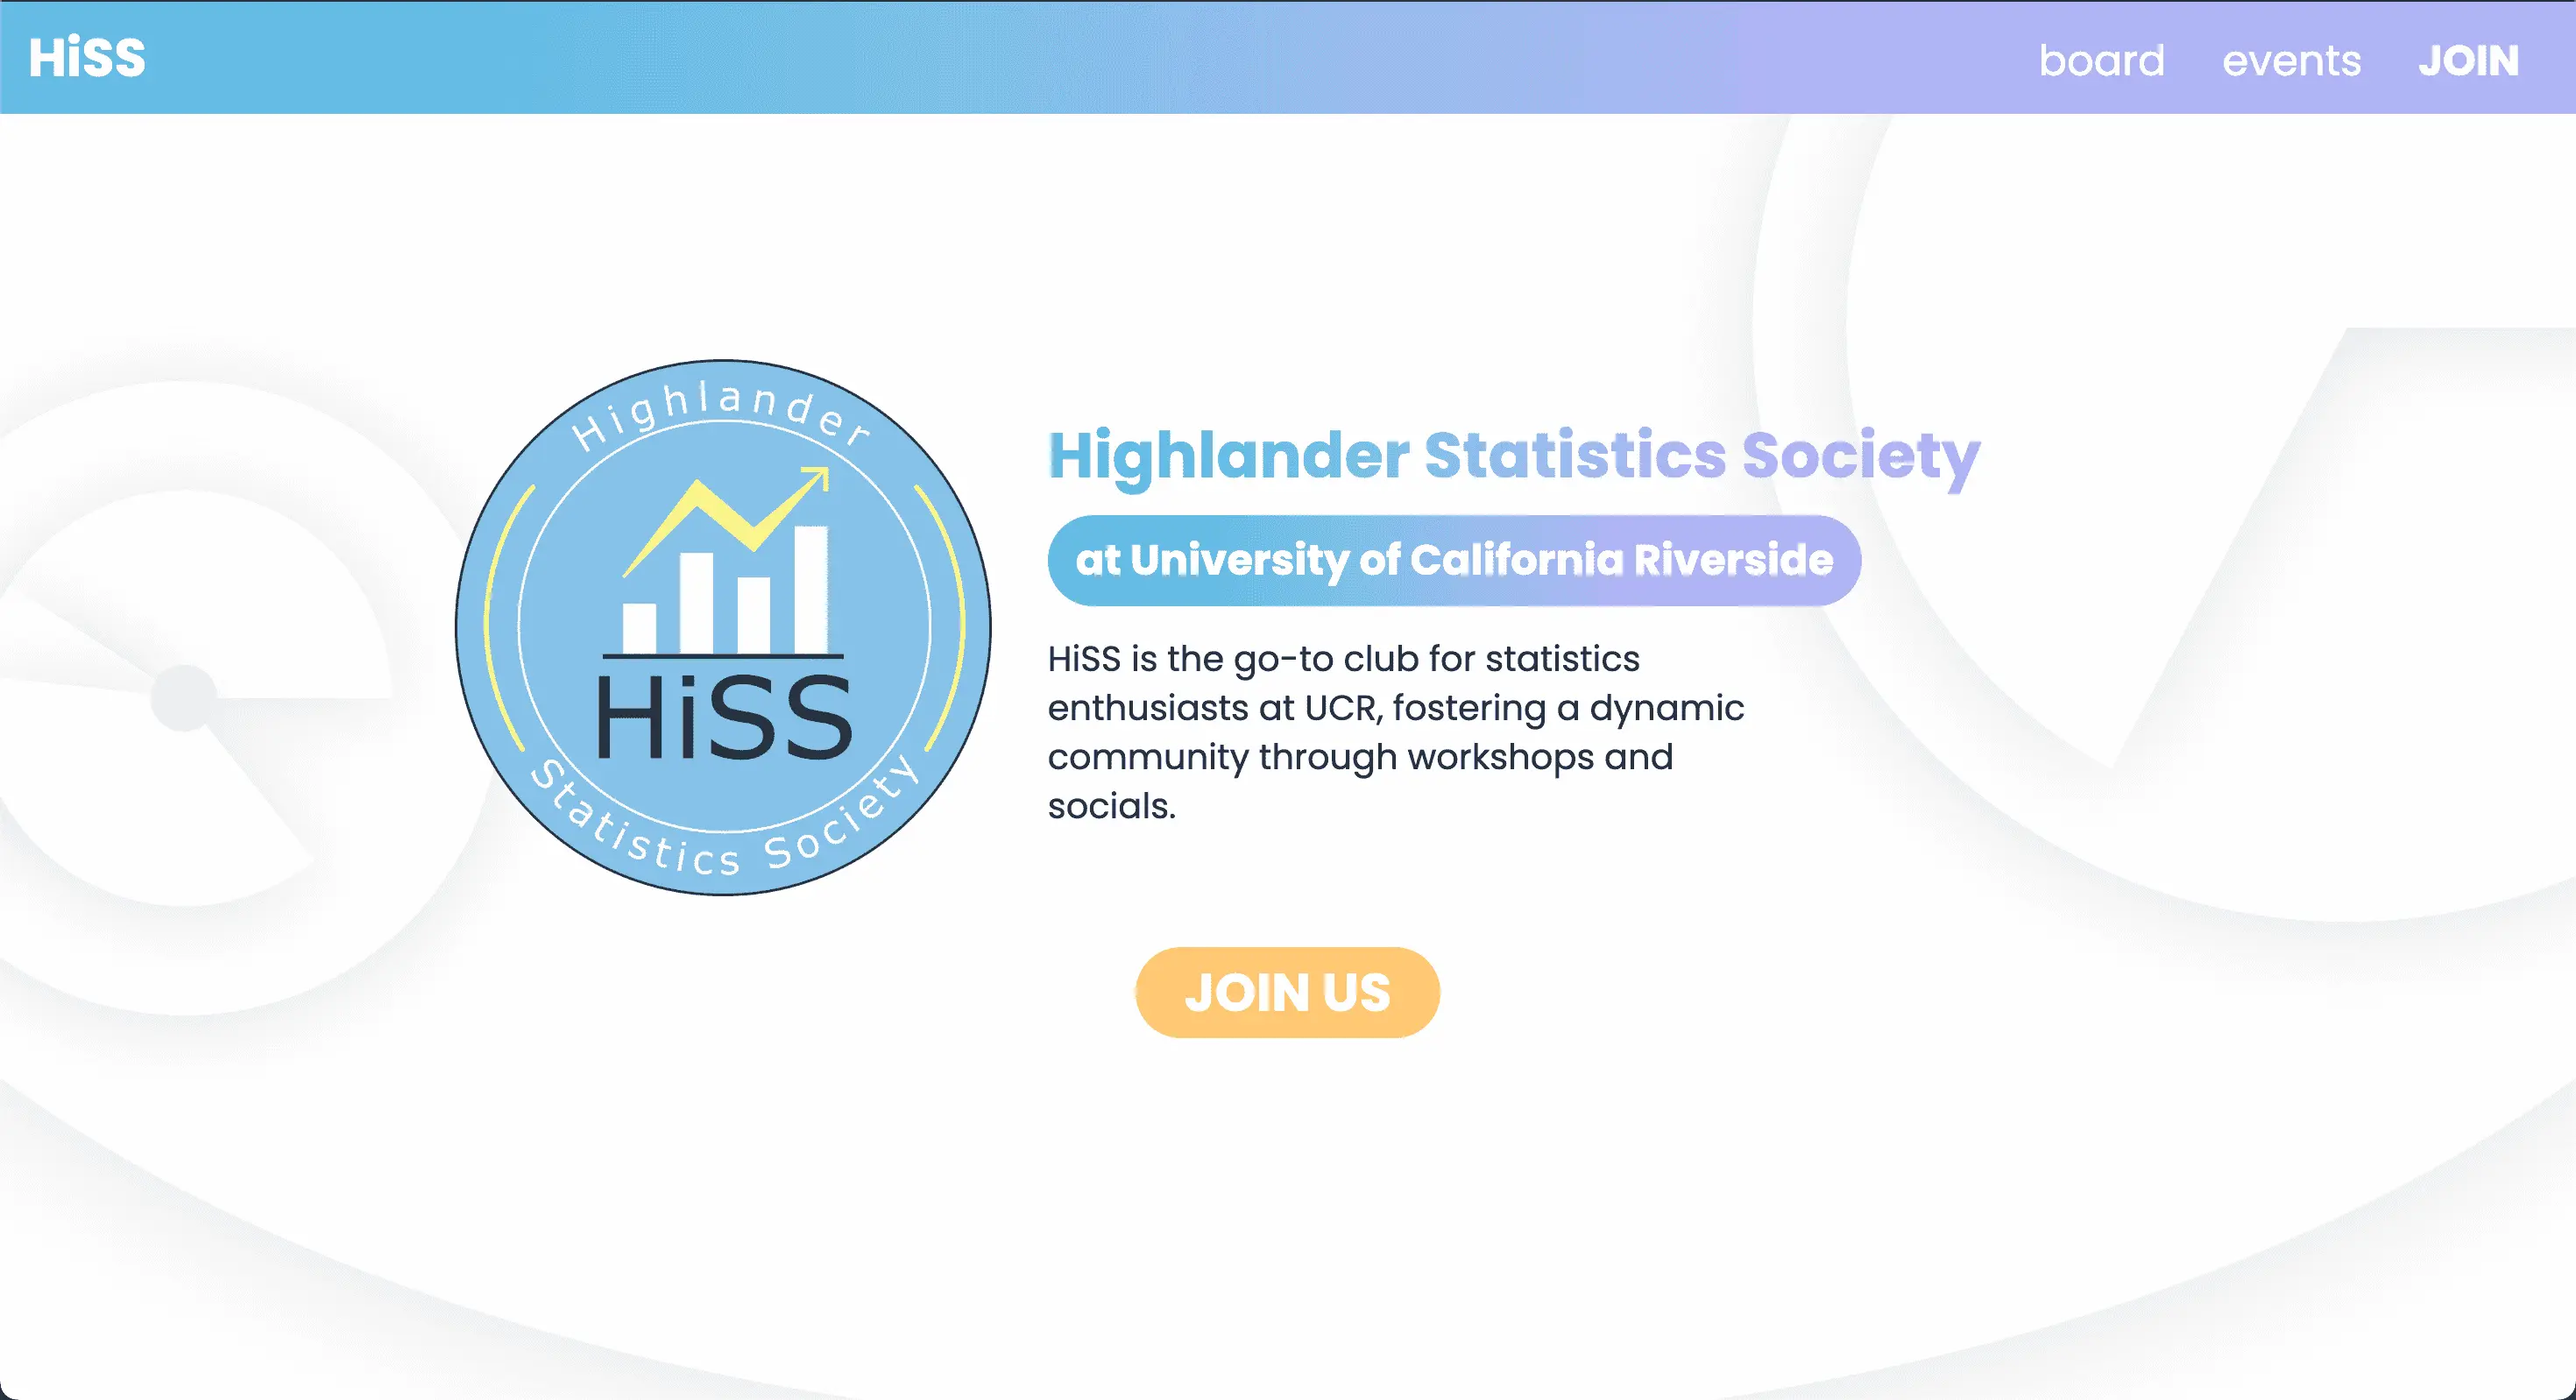 HiSS
board events JOIN
Highlander
HiSS
Statistics Society
Highlander Statistics Society
at University of California Riverside
HiSS is the go-to club for statistics
enthusiasts at UCR, fostering a dynamic
community through workshops and
socials.
JOIN US